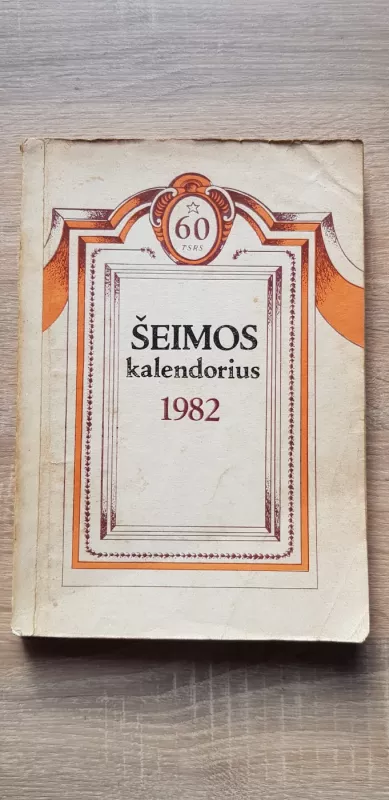 60
TSRS
ŠEIMOS
kalendorius
1982